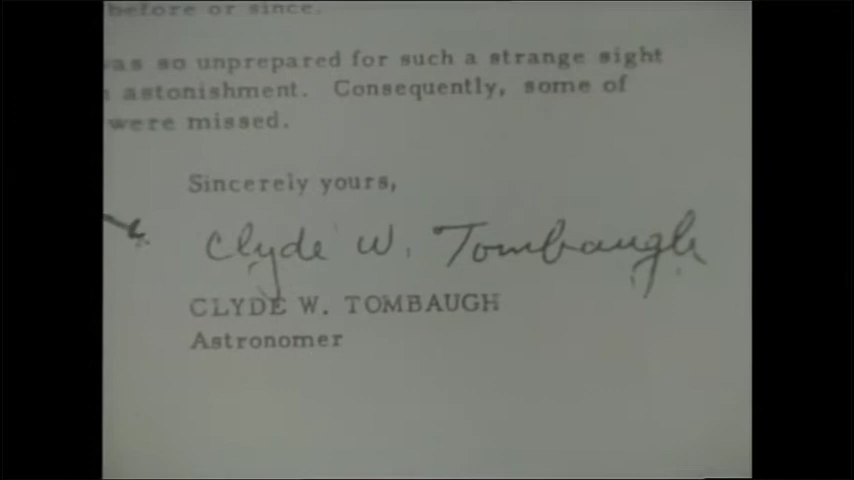 before or since.
was so unprepared for such a strange sight
astonishment. Consequently, some of
were missed.
Sincerely yours,
Clyde W. Tombaugh
CLYDE W. TOMBAUGH
Astronomer